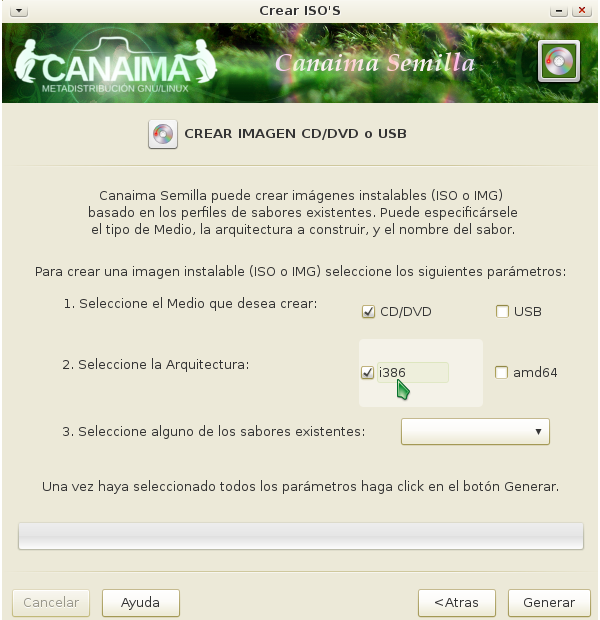 Crear ISO'S
CANAIMA
METADISTRIBUCIÓN GNU/LINUX
Canaima Semilla
CREAR IMAGEN CD/DVD o USB
Canaima Semilla puede crear imágenes instalables (ISO o IMG)
basado en los perfiles de sabores existentes. Puede especificársele
el tipo de Medio, la arquitectura a construir, y el nombre del sabor.
Para crear una imagen instalable (ISO o IMG) seleccione los siguientes parámetros:
1. Seleccione el Medio que desea crear:
CD/DVD
USB
2. Seleccione la Arquitectura:
i386
amd64
3. Seleccione alguno de los sabores existentes:
Una vez haya seleccionado todos los parámetros haga click en el botón Generar.
Cancelar
Ayuda
<Atras
Generar